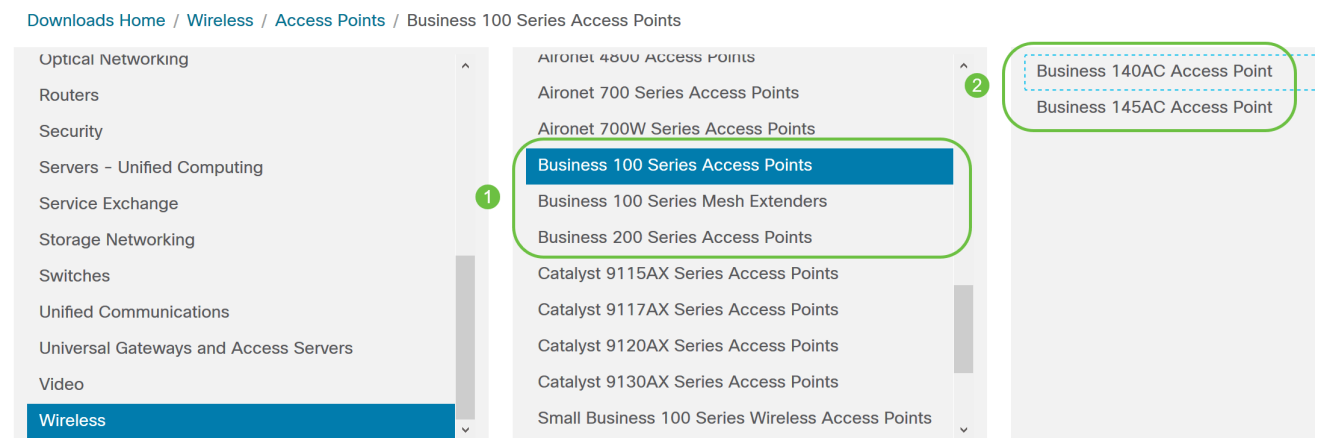 Downloads Home / Wireless / Access Points / Business 100 Series Access Points
Optical Networking
Routers
Security
Servers - Unified Computing
Service Exchange
Storage Networking
Switches
Unified Communications
Universal Gateways and Access Servers
Video
Wireless
1
Aironet 4800 Access Points
Aironet 700 Series Access Points
Aironet 700W Series Access Points
Business 100 Series Access Points
Business 100 Series Mesh Extenders
Business 200 Series Access Points
Catalyst 9115AX Series Access Points
Catalyst 9117AX Series Access Points
Catalyst 9120AX Series Access Points
Catalyst 9130AX Series Access Points
Small Business 100 Series Wireless Access Points
2
Business 140AC Access Point
Business 145AC Access Point